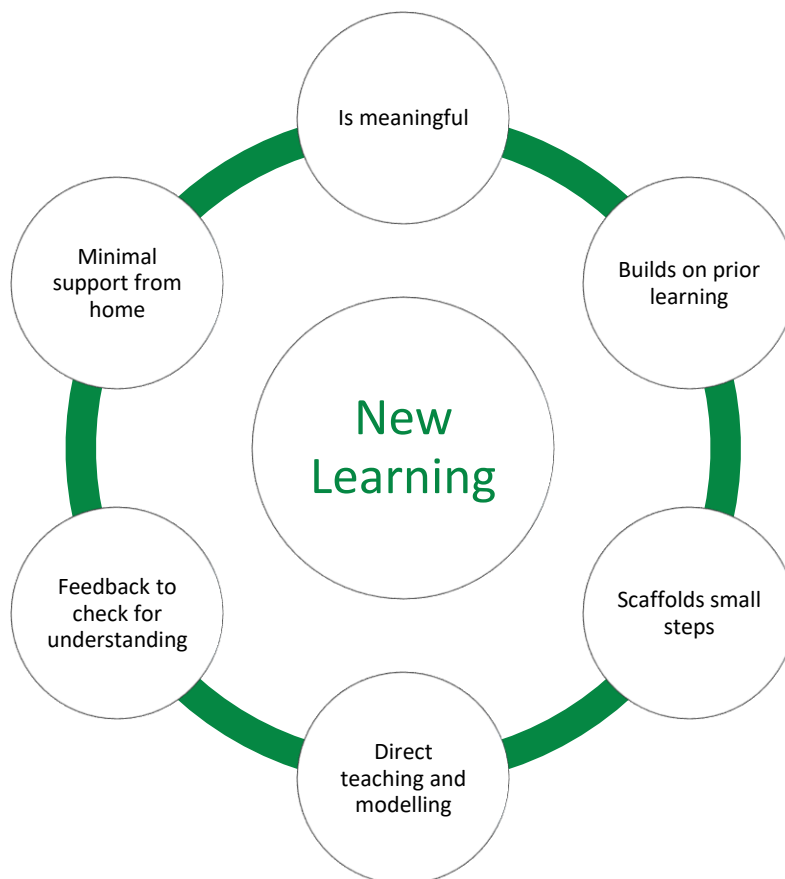 Is meaningful
Builds on prior
learning
Scaffolds small
steps
Direct
teaching and
modelling
Feedback to
check for
understanding
Minimal
support from
home
New
Learning